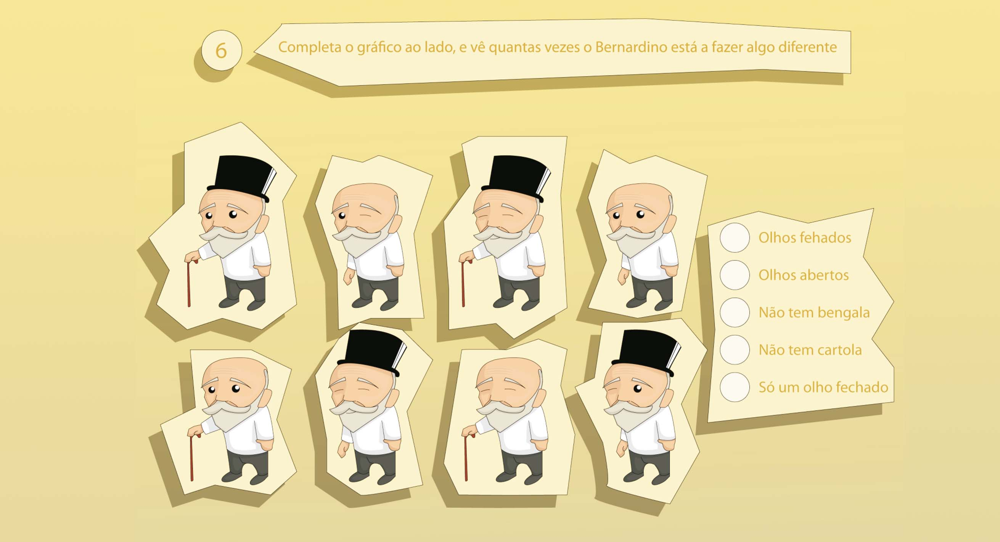 6
Completa o gráfico ao lado, e vê quantas vezes o Bernardino está a fazer algo diferente
Olhos fehados
Olhos abertos
Não tem bengala
Não tem cartola
Só um olho fechado